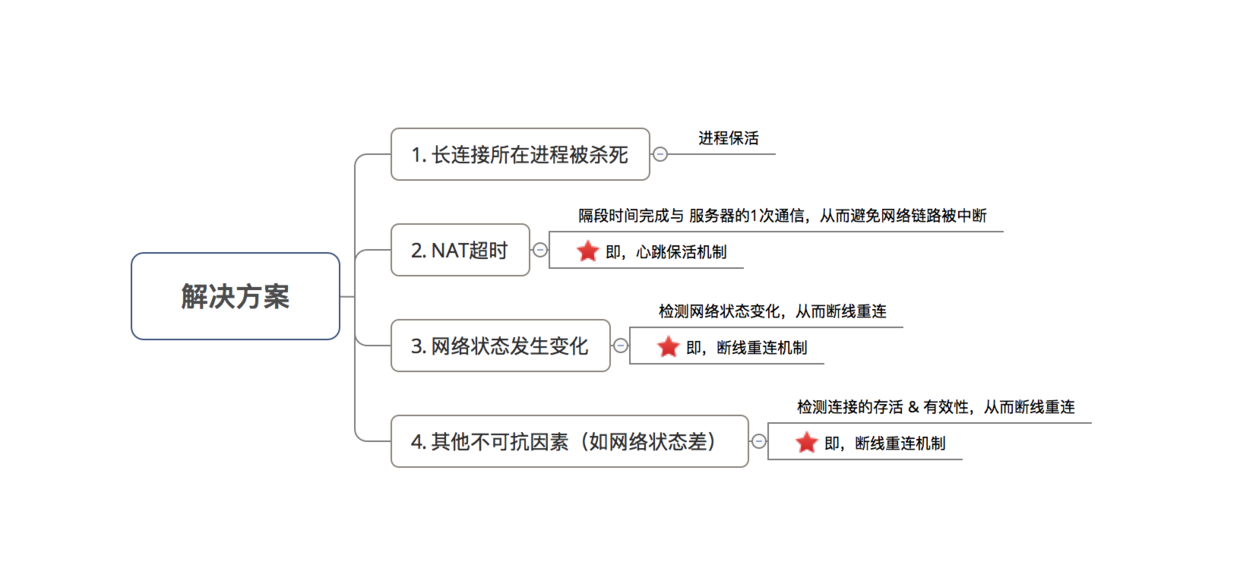 解决方案
1. 长连接所在进程被杀死
进程保活
2. NAT超时
隔段时间完成与 服务器的1次通信，从而避免网络链路被中断
即，心跳保活机制
3. 网络状态发生变化
检测网络状态变化，从而断线重连
即，断线重连机制
4. 其他不可抗因素（如网络状态差）
检测连接的存活 & 有效性，从而断线重连
即，断线重连机制